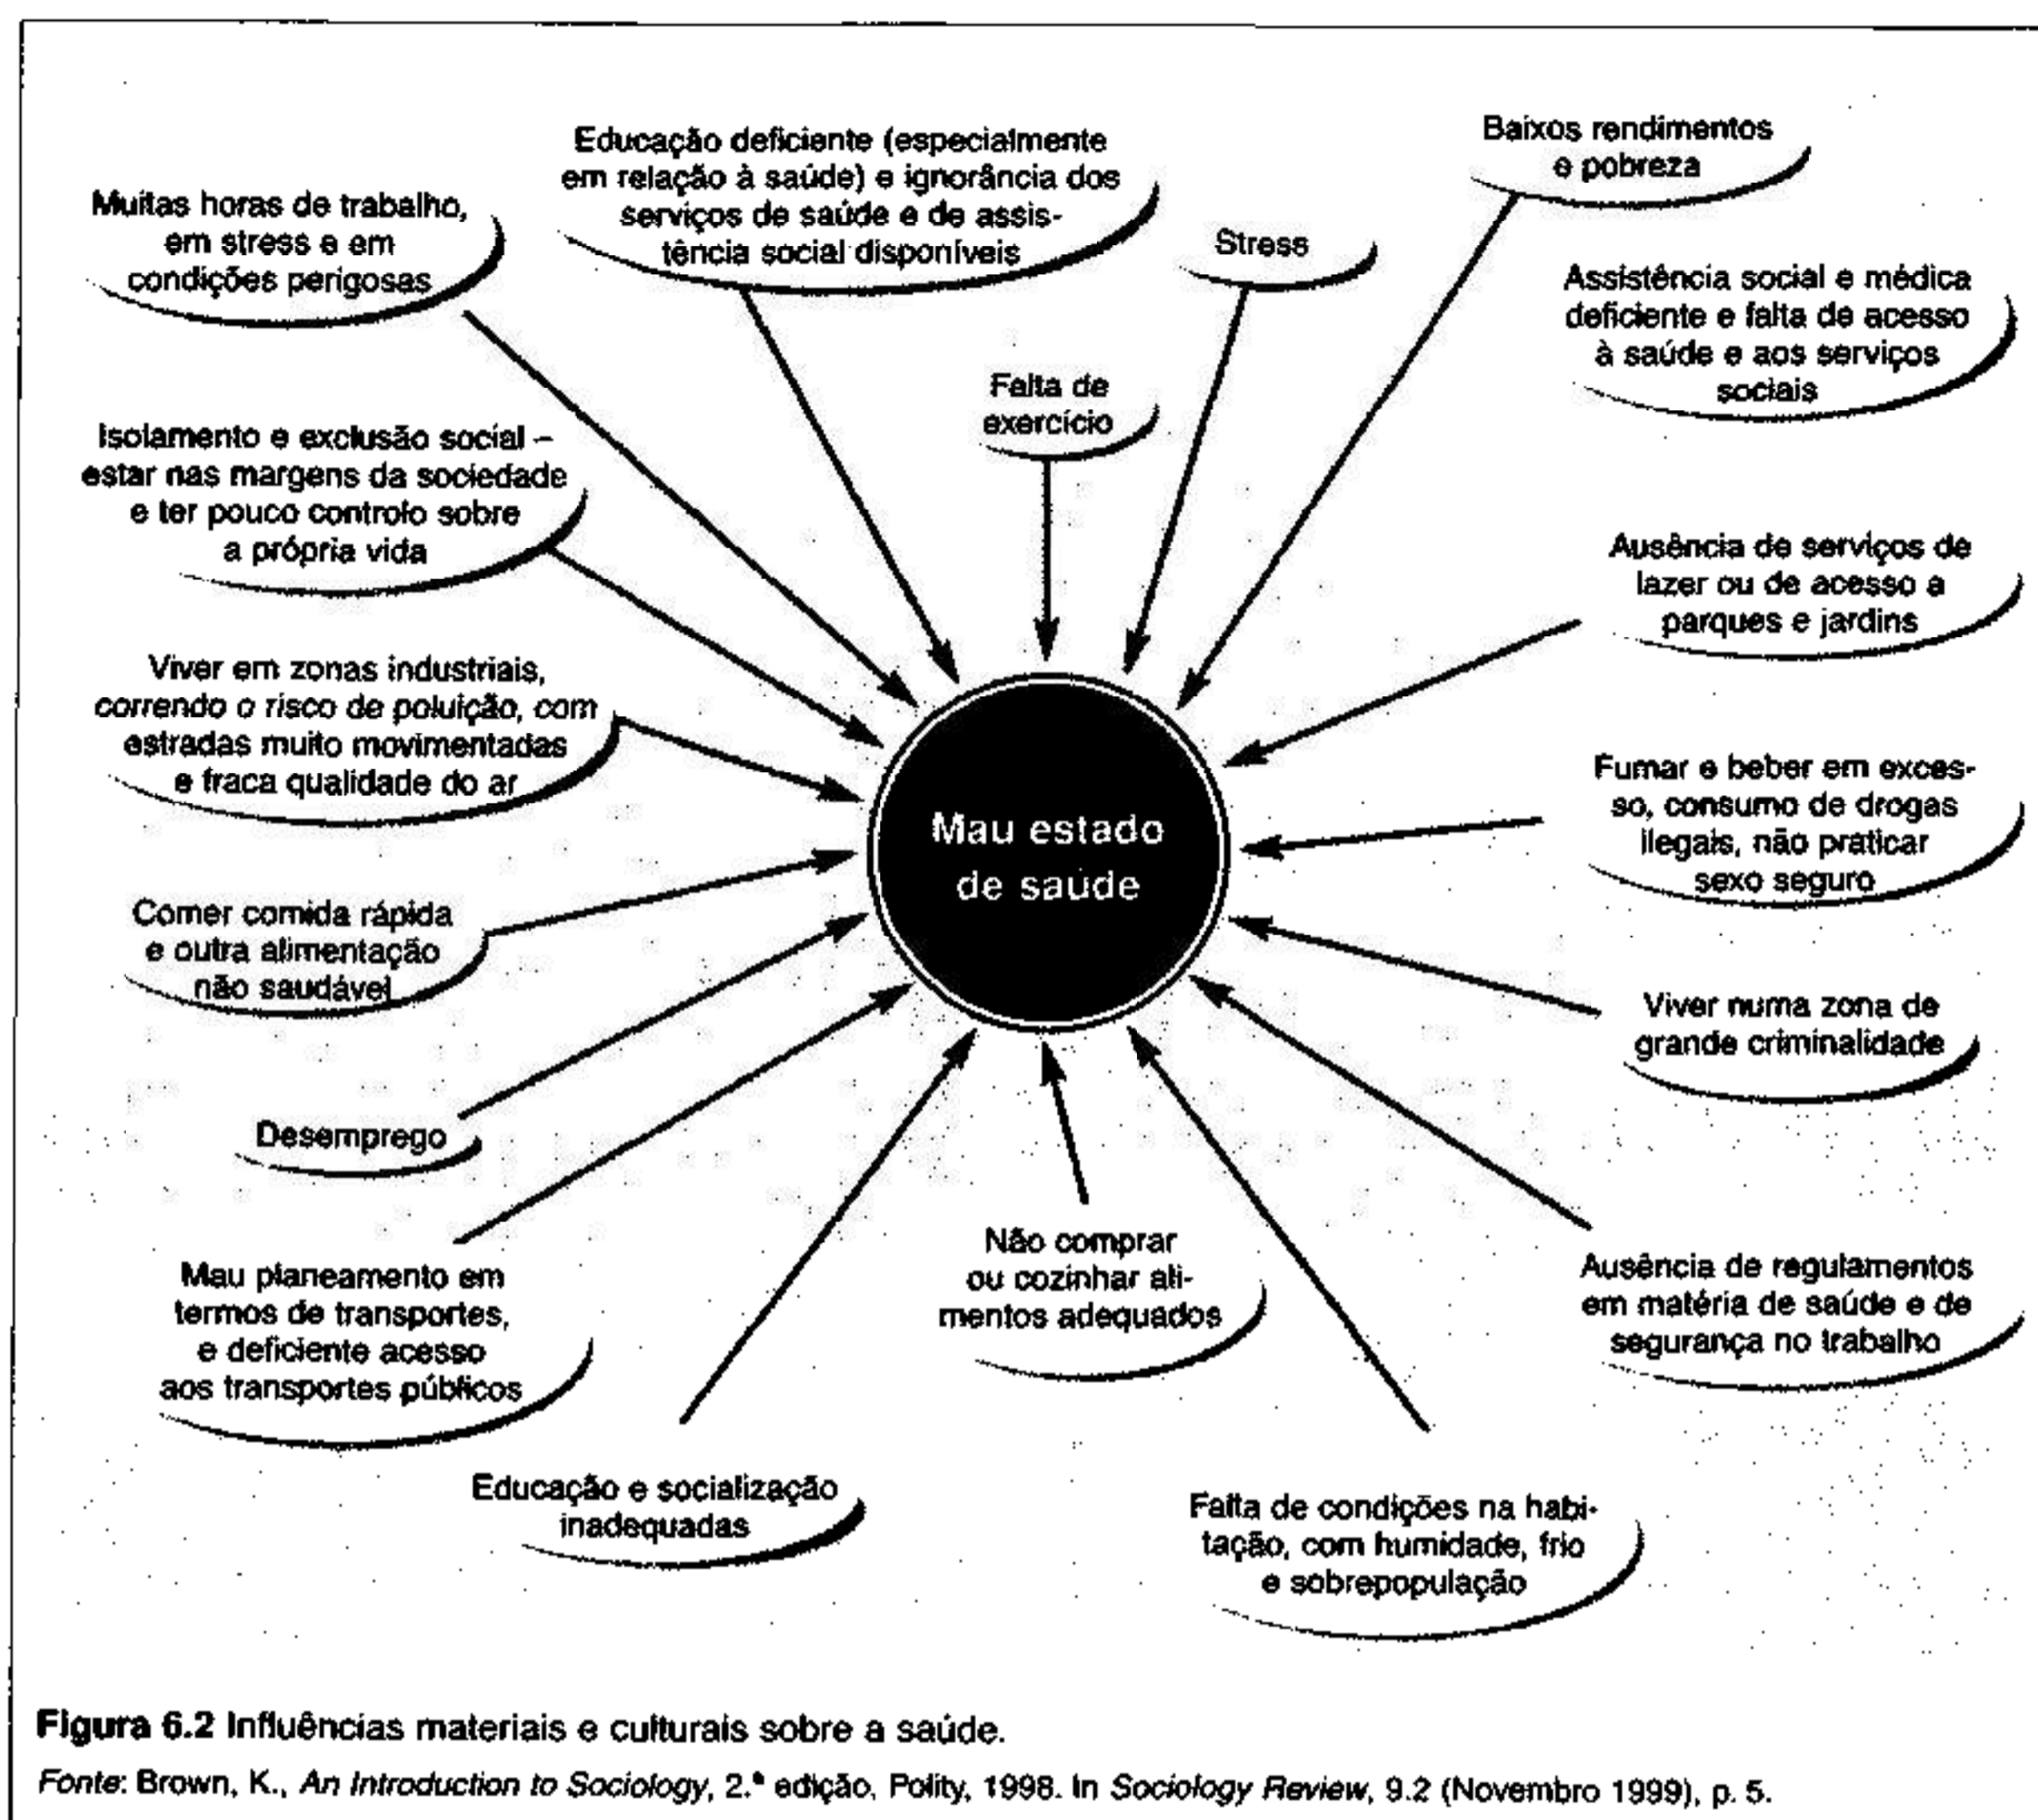 Educação deficiente (especialmente
em relação à saúde) e ignorância dos
serviços de saúde e de assis-
tência social disponíveis
Baixos rendimentos
e pobreza
Muitas horas de trabalho,
em stress e em
condições perigosas
Stress
Assistência social e médica
deficiente e falta de acesso
à saúde e aos serviços
sociais
Falta de
exercício
Isolamento e exclusão social –
estar nas margens da sociedade
e ter pouco controlo sobre
a própria vida
Ausência de serviços de
lazer ou de acesso a
parques e jardins
Viver em zonas industriais,
correndo o risco de poluição, com
estradas muito movimentadas
e fraca qualidade do ar
Fumar e beber em exces-
so, consumo de drogas
ilegais, não praticar
sexo seguro
Mau estado
de saúde
Comer comida rápida
e outra alimentação
não saudável
Viver numa zona de
grande criminalidade
Desemprego
Não comprar
ou cozinhar ali-
mentos adequados
Mau planeamento em
termos de transportes,
e deficiente acesso
aos transportes públicos
Ausência de regulamentos
em matéria de saúde e de
segurança no trabalho
Educação e socialização
inadequadas
Falta de condições na habi-
tação, com humidade, frio
e sobrepopulação
Figura 6.2 Influências materiais e culturais sobre a saúde.
Fonte: Brown, K., An Introduction to Sociology, 2.ª edição, Polity, 1998. In Sociology Review, 9.2 (Novembro 1999), p. 5.